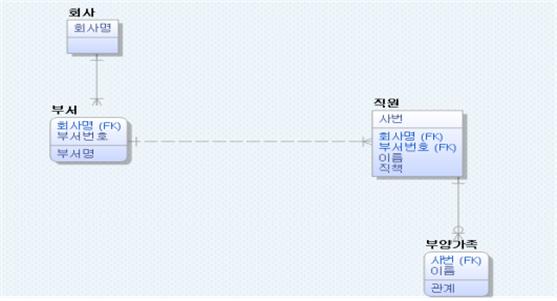 회사
회사명
부서
회사명 (FK)
부서번호
부서명
직원
사번
회사명 (FK)
부서번호 (FK)
이름
직책
부양가족
사번 (FK)
이름
관계